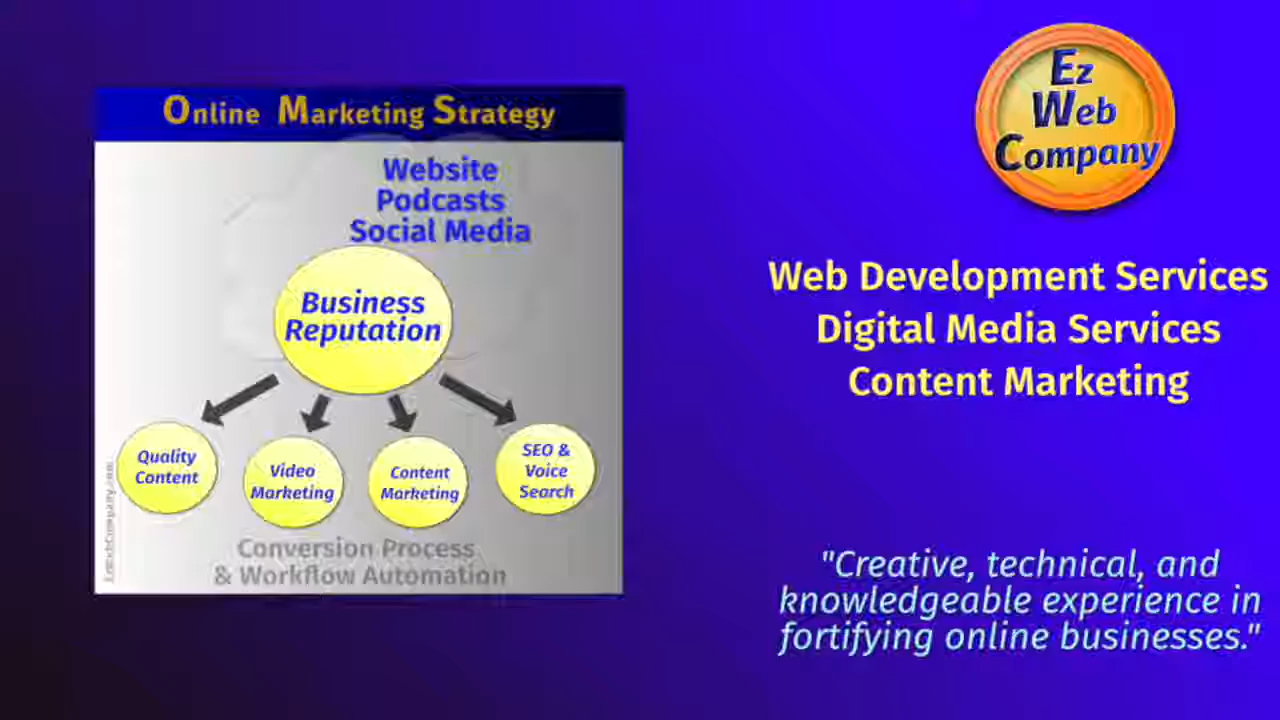 Online Marketing Strategy
Website
Podcasts
Social Media
Business
Reputation
Quality
Content
Video
Marketing
Content
Marketing
SEO &
Voice
Search
Conversion Process
& Workflow Automation
Ez
Web
Company
Web Development Services
Digital Media Services
Content Marketing
"Creative, technical, and
knowledgeable experience in
fortifying online businesses."